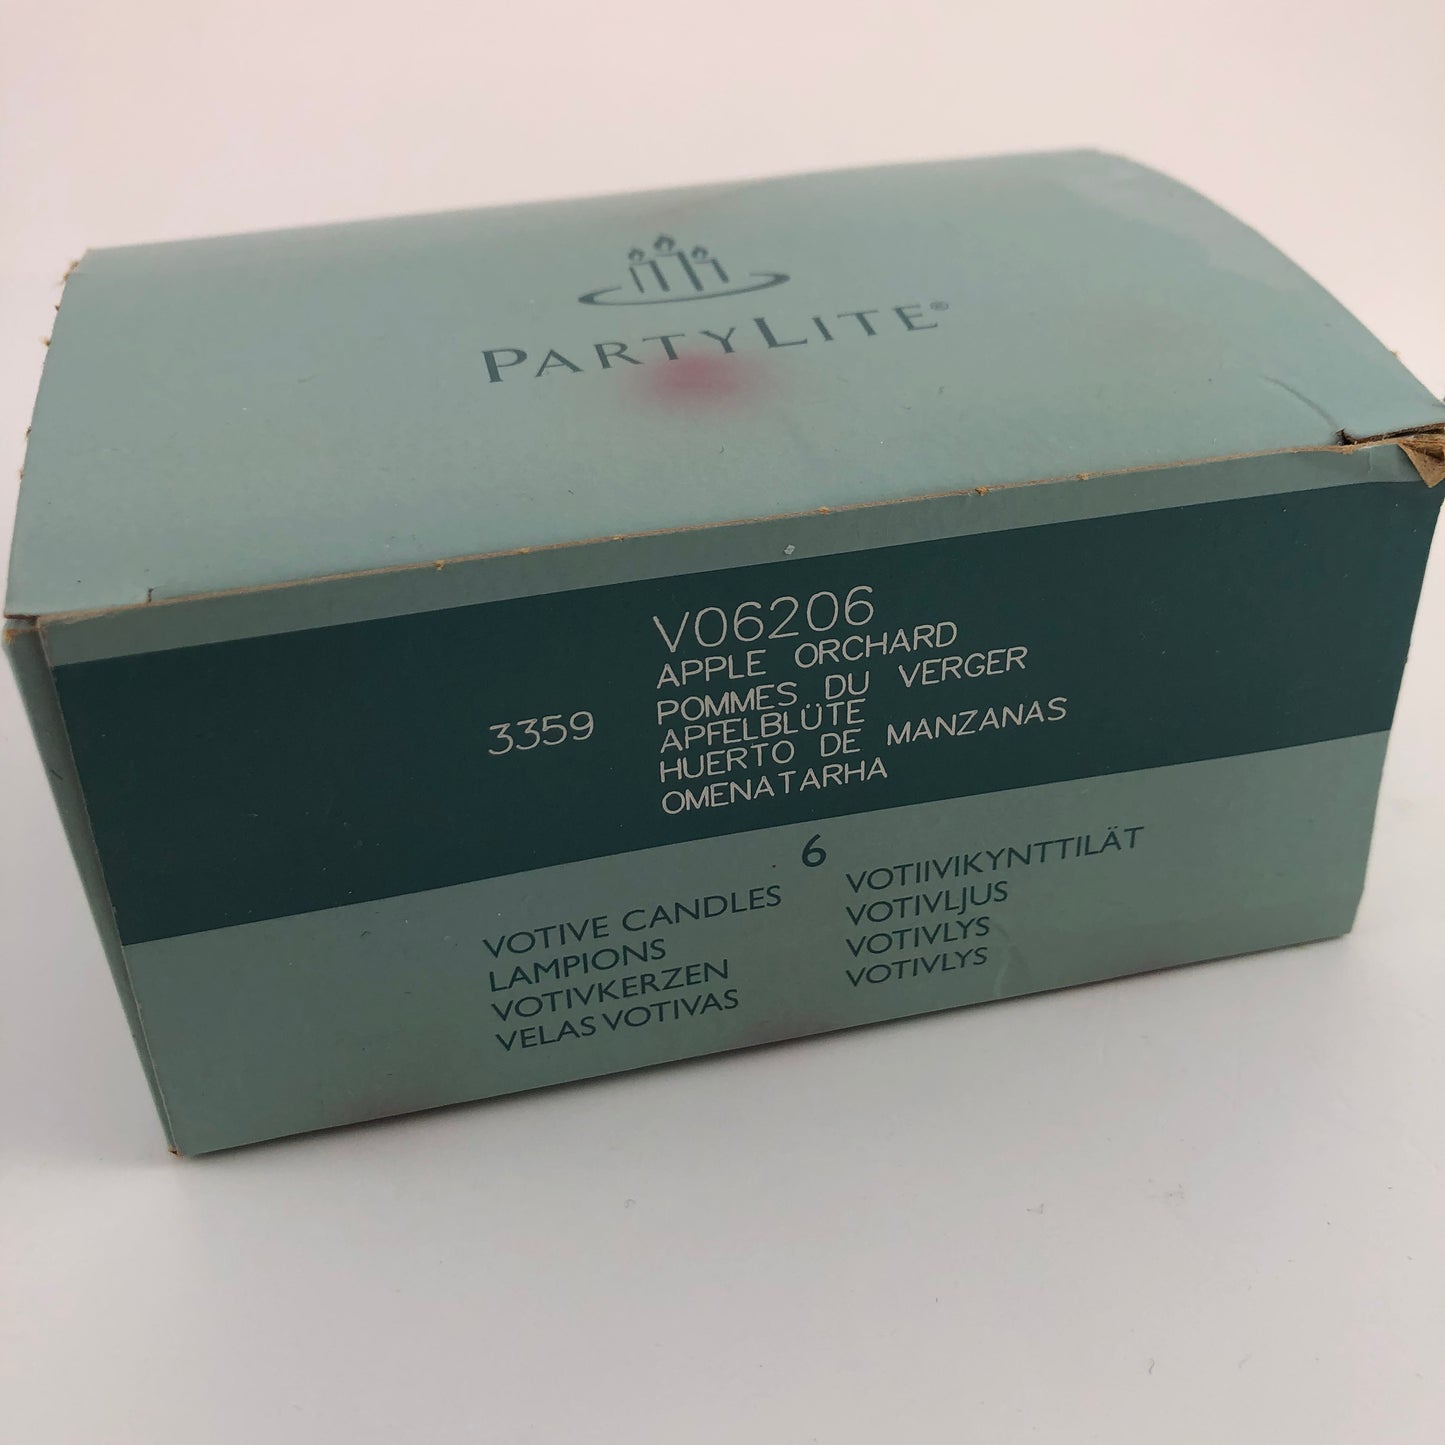 PARTYLITE®
V06206
APPLE ORCHARD
POMMES DU VERGER
3359
APFELBLÜTE
HUERTO DE MANZANAS
OMENATARHA
6
VOTIVE CANDLES
LAMPIONS
VOTIVKERZEN
VELAS VOTIVAS
VOTIIVIKYNTTILÄT
VOTIVLJUS
VOTIVLYS
VOTIVLYS